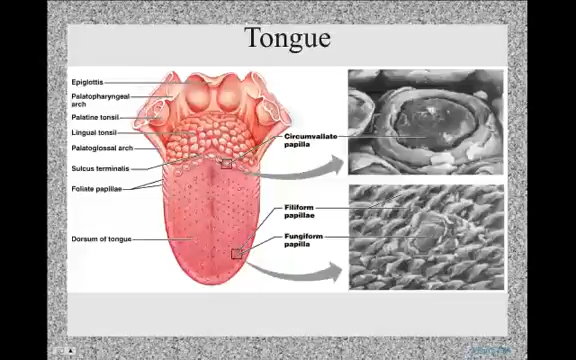 Tongue
Epiglottis
Palatopharyngeal
arch
Palatine tonsil
Lingual tonsil
Palatoglossal arch
Sulcus terminalis
Foliate papillae
Dorsum of tongue
Circumvallate
papilla
Filiform
papillae
Fungiform
papilla